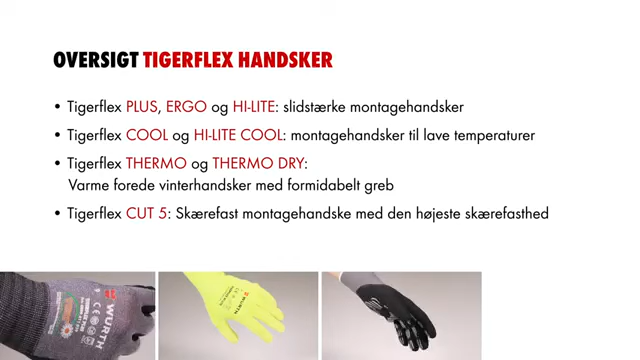 OVERSIGT TIGERFLEX HANDSKER
• Tigerflex PLUS, ERGO og HI-LITE: slidstærke montagehandsker
• Tigerflex COOL og HI-LITE COOL: montagehandsker til lave temperaturer
• Tigerflex THERMO og THERMO DRY:
Varme forede vinterhandsker med formidabelt greb
• Tigerflex CUT 5: Skærefast montagehandske med den højeste skærefasthed
WÜRTH
WÜRTH